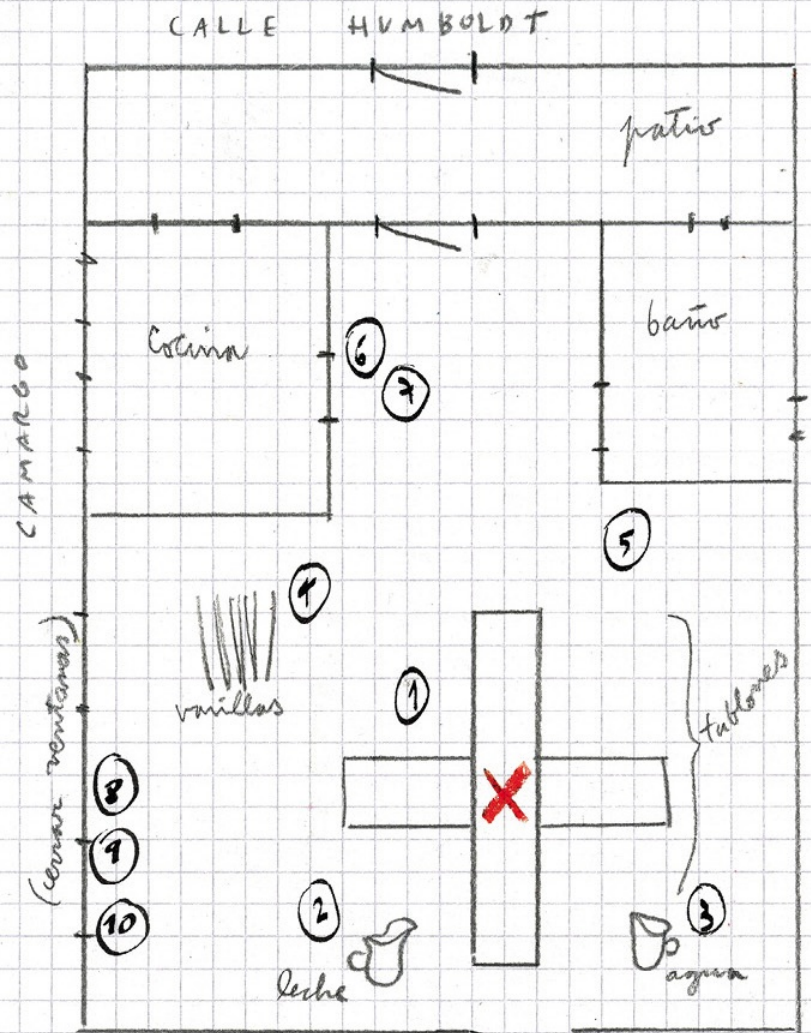 CALLE HUMBOLDT
patio
cocina
baño
CAMARGO
6
7
5
4
varillas
1
tablones
(cerrar ventanas)
8
9
10
2
3
leche
agua